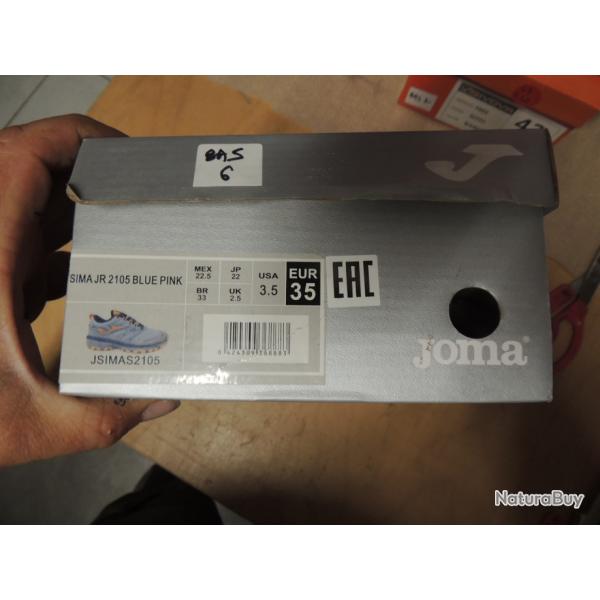 BAS
6
SIMA JR 2105 BLUE PINK
MEX
22.5
JP
22
USA
3.5
EUR
35
BR
33
UK
2.5
EAC
JSIMAS2105
Joma
42
NaturaBuy